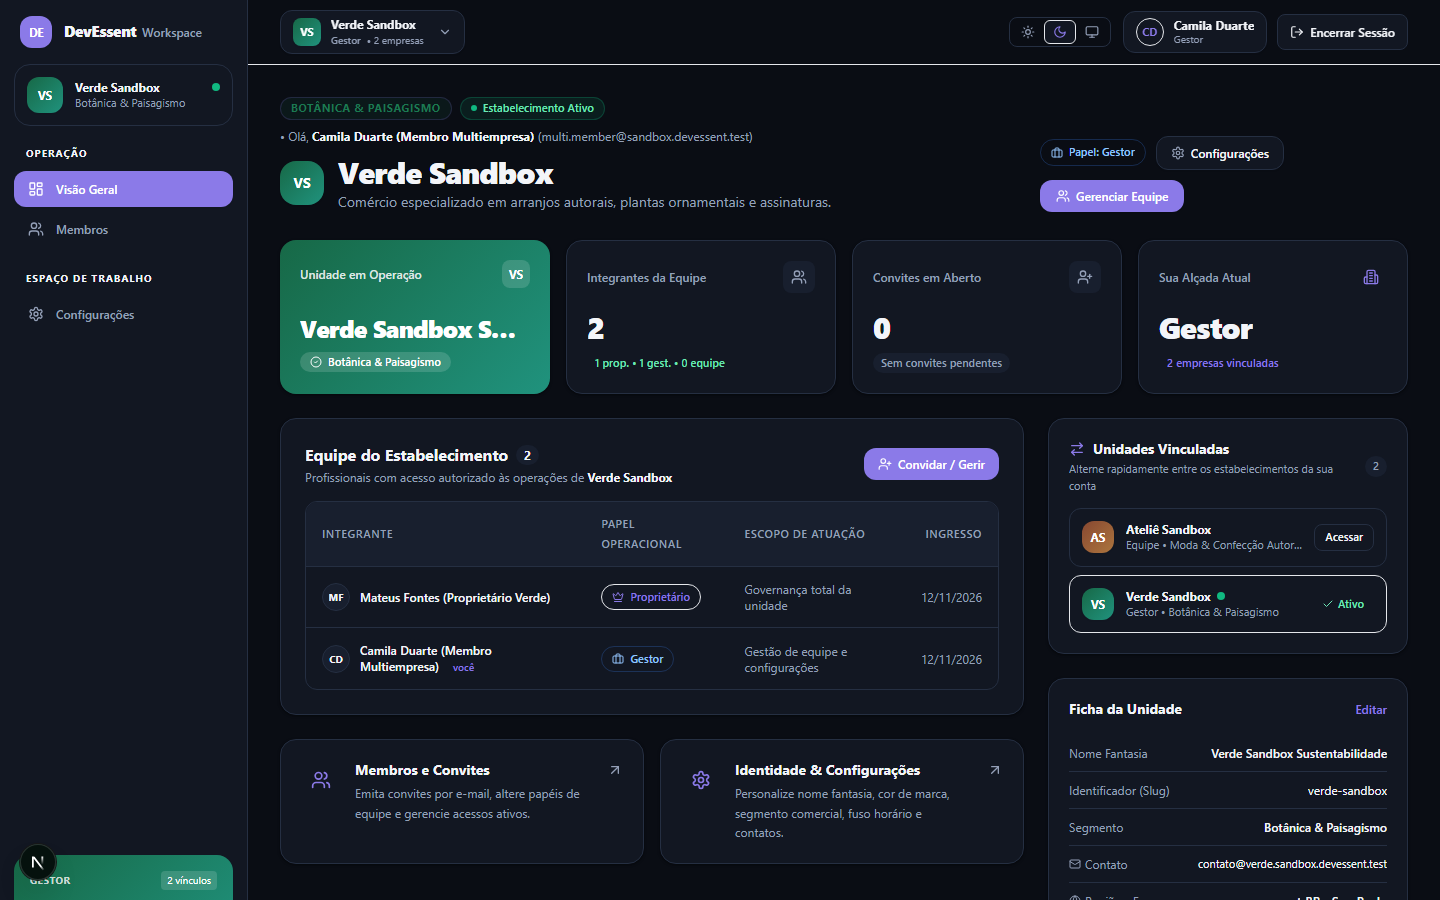 DE DevEssent Workspace
VS Verde Sandbox
Botânica & Paisagismo
OPERAÇÃO
Visão Geral
Membros
ESPAÇO DE TRABALHO
Configurações
GESTOR 2 vínculos
N
VS Verde Sandbox
Gestor • 2 empresas
CD Camila Duarte
Gestor
Encerrar Sessão
BOTÂNICA & PAISAGISMO
Estabelecimento Ativo
• Olá, Camila Duarte (Membro Multiempresa) (multi.member@sandbox.devessent.test)
VS Verde Sandbox
Comércio especializado em arranjos autorais, plantas ornamentais e assinaturas.
Papel: Gestor
Configurações
Gerenciar Equipe
Unidade em Operação VS
Verde Sandbox S...
Botânica & Paisagismo
Integrantes da Equipe
2
1 prop. • 1 gest. • 0 equipe
Convites em Aberto
0
Sem convites pendentes
Sua Alçada Atual
Gestor
2 empresas vinculadas
Equipe do Estabelecimento 2
Profissionais com acesso autorizado às operações de Verde Sandbox
Convidar / Gerir
INTEGRANTE
PAPEL
OPERACIONAL
ESCOPO DE ATUAÇÃO
INGRESSO
MF Mateus Fontes (Proprietário Verde)
Proprietário
Governança total da
unidade
12/11/2026
CD Camila Duarte (Membro
Multiempresa) você
Gestor
Gestão de equipe e
configurações
12/11/2026
Membros e Convites
Emita convites por e-mail, altere papéis de
equipe e gerencie acessos ativos.
Identidade & Configurações
Personalize nome fantasia, cor de marca,
segmento comercial, fuso horário e
contatos.
Unidades Vinculadas
Alterne rapidamente entre os estabelecimentos da sua
conta
2
AS Ateliê Sandbox
Equipe • Moda & Confecção Autor...
Acessar
VS Verde Sandbox
Gestor • Botânica & Paisagismo
Ativo
Ficha da Unidade
Editar
Nome Fantasia Verde Sandbox Sustentabilidade
Identificador (Slug) verde-sandbox
Segmento Botânica & Paisagismo
Contato contato@verde.sandbox.devessent.test